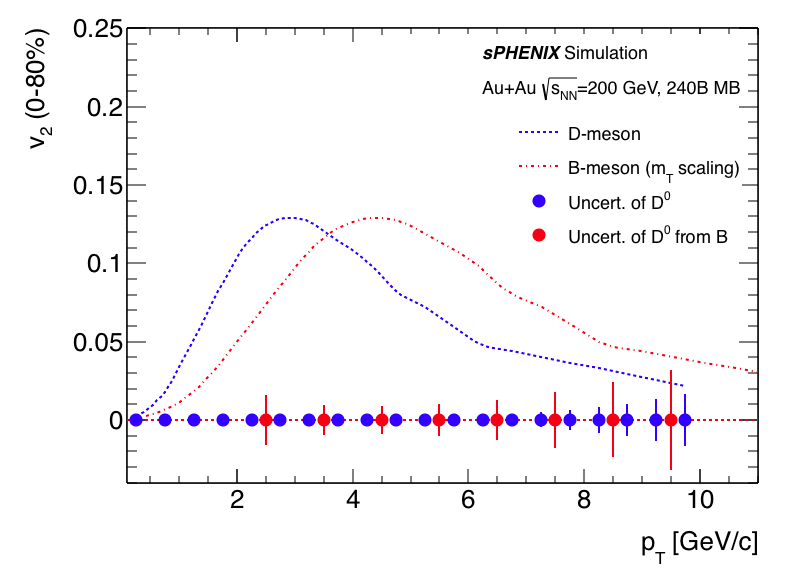 0.25
0.2
0.15
0.1
0.05
0
v2 (0-80%)
sPHENIX Simulation
Au+Au √sNN=200 GeV, 240B MB
D-meson
B-meson (mT scaling)
Uncert. of D0
Uncert. of D0 from B
2 4 6 8 10
pT [GeV/c]